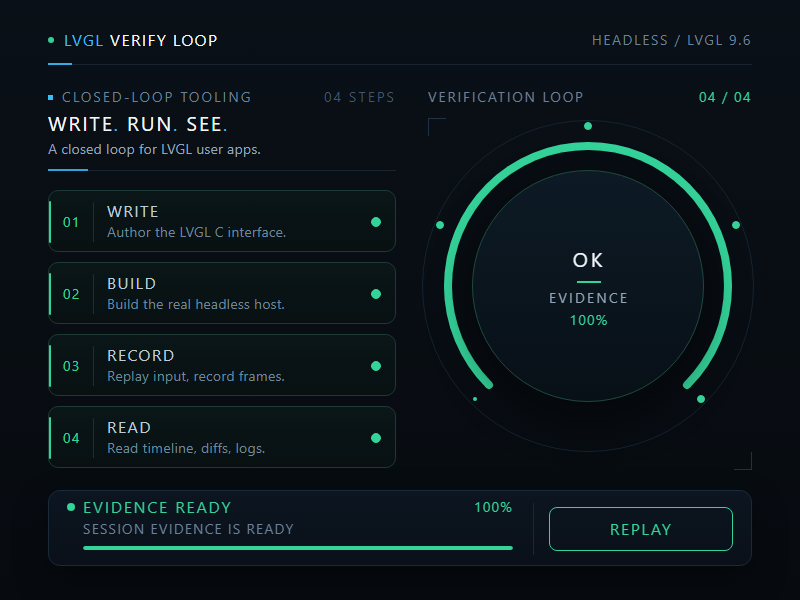 LVGL VERIFY LOOP
HEADLESS / LVGL 9.6
CLOSED-LOOP TOOLING
04 STEPS
WRITE. RUN. SEE.
A closed loop for LVGL user apps.
01
WRITE
Author the LVGL C interface.
02
BUILD
Build the real headless host.
03
RECORD
Replay input, record frames.
04
READ
Read timeline, diffs, logs.
VERIFICATION LOOP
04 / 04
OK
EVIDENCE
100%
EVIDENCE READY
100%
SESSION EVIDENCE IS READY
REPLAY